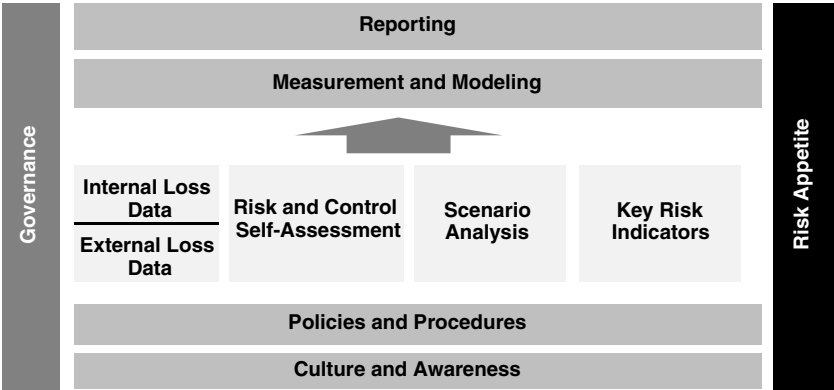 Governance
Reporting
Measurement and Modeling
Internal Loss
Data
External Loss
Data
Risk and Control
Self-Assessment
Scenario
Analysis
Key Risk
Indicators
Policies and Procedures
Culture and Awareness
Risk Appetite